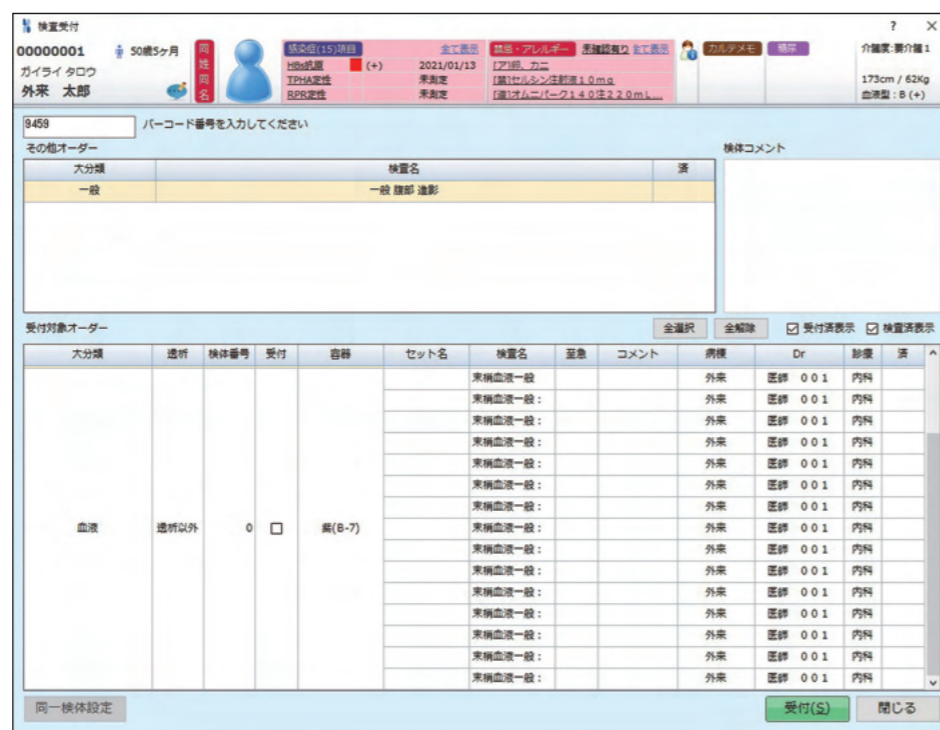 検査受付 ? ×
00000001 50歳5ヶ月
ガイライ タロウ
外来 太郎
同姓同名
感染症(15)項目 全て表示
HBs抗原 (+) 2021/01/13
TPHA定性 未測定
RPR定性 未測定
禁忌・アレルギー 未確認有り 全て表示
[ア]卵、カニ
[禁]セルシン注射液10mg
[造]オムニパーク140注220mL...
カルテメモ 糖尿
介護度:要介護1
173cm / 62Kg
血液型:B(+)
9459 バーコード番号を入力してください
その他オーダー 検体コメント
大分類 検査名 済
一般 一般 腹部 造影
受付対象オーダー 全選択 全解除 受付済表示 検査済表示
大分類 透析 検体番号 受付 容器 セット名 検査名 至急 コメント 病棟 Dr 診療 済
末梢血液一般 外来 医師 001 内科
末梢血液一般: 外来 医師 001 内科
末梢血液一般: 外来 医師 001 内科
末梢血液一般: 外来 医師 001 内科
末梢血液一般: 外来 医師 001 内科
末梢血液一般: 外来 医師 001 内科
末梢血液一般: 外来 医師 001 内科
血液 透析以外 0 紫(B-7) 末梢血液一般: 外来 医師 001 内科
末梢血液一般: 外来 医師 001 内科
末梢血液一般: 外来 医師 001 内科
末梢血液一般: 外来 医師 001 内科
末梢血液一般: 外来 医師 001 内科
末梢血液一般: 外来 医師 001 内科
末梢血液一般: 外来 医師 001 内科
末梢血液一般: 外来 医師 001 内科
同一検体設定 受付(S) 閉じる